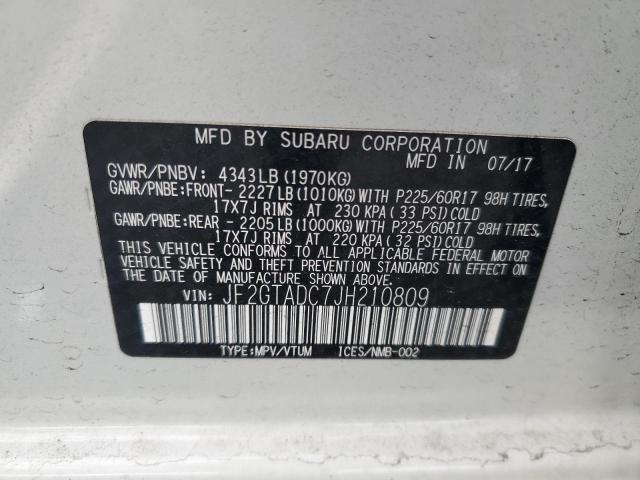 MFD BY SUBARU CORPORATION
MFD IN 07/17
GVWR/PNBV: 4343LB(1970KG)
GAWR/PNBE:FRONT- 2227LB(1010KG)WITH P225/60R17 98H TIRES,
17X7J RIMS AT 230 KPA(33 PSI)COLD
GAWR/PNBE:REAR - 2205LB(1000KG)WITH P225/60R17 98H TIRES,
17X7J RIMS AT 220 KPA(32 PSI)COLD
THIS VEHICLE CONFORMS TO ALL APPLICABLE FEDERAL MOTOR
VEHICLE SAFETY AND THEFT PREVENTION STANDARDS IN EFFECT ON
THE DATE OF MANUFACTURE SHOWN ABOVE.
VIN: JF2GTADC7JH210809
TYPE:MPV/VTUM ICES/NMB-002